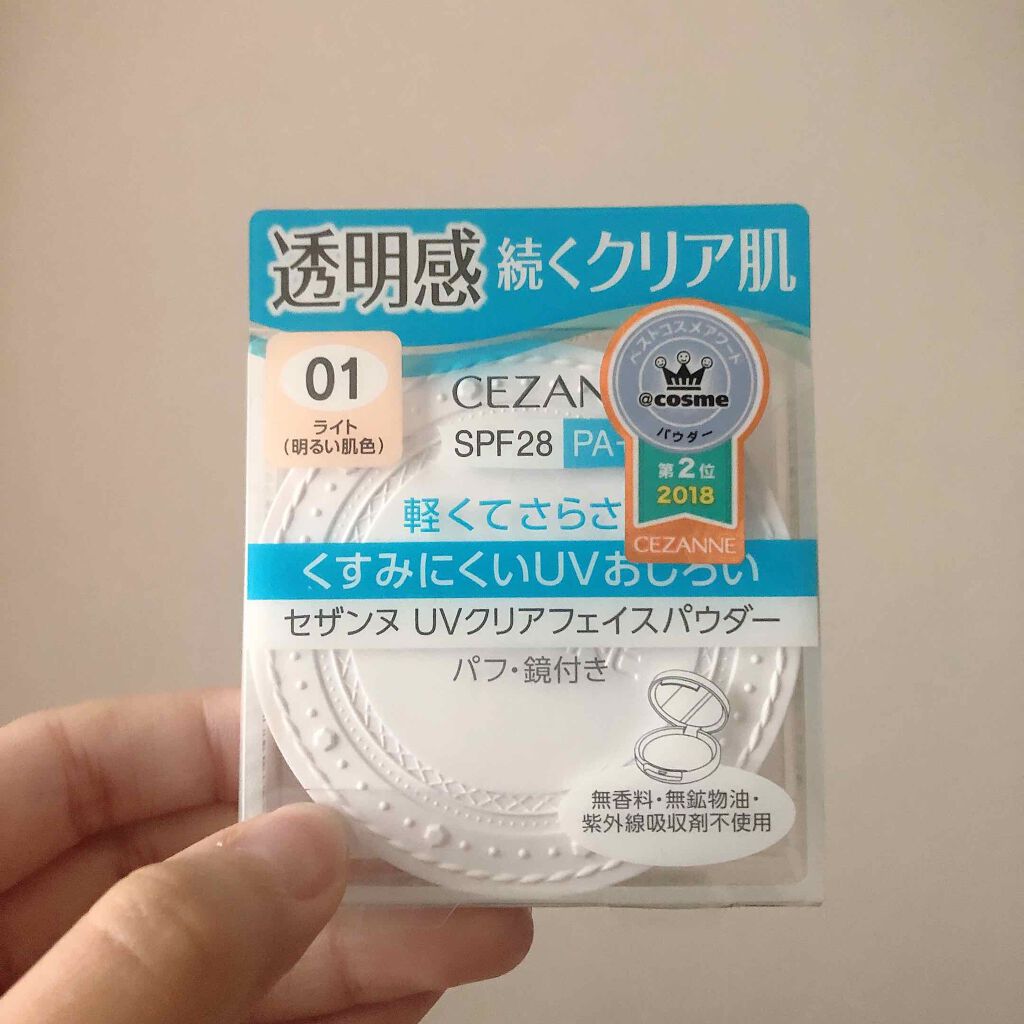 透明感 続くクリア肌
01
ライト
(明るい肌色)
CEZAN
SPF28 PA
ベストコスメアワード
@cosme
パウダー
第2位
2018
CEZANNE
軽くてさらさ
くすみにくいUVおしろい
セザンヌ UVクリアフェイスパウダー
パフ・鏡付き
無香料・無鉱物油・
紫外線吸収剤不使用